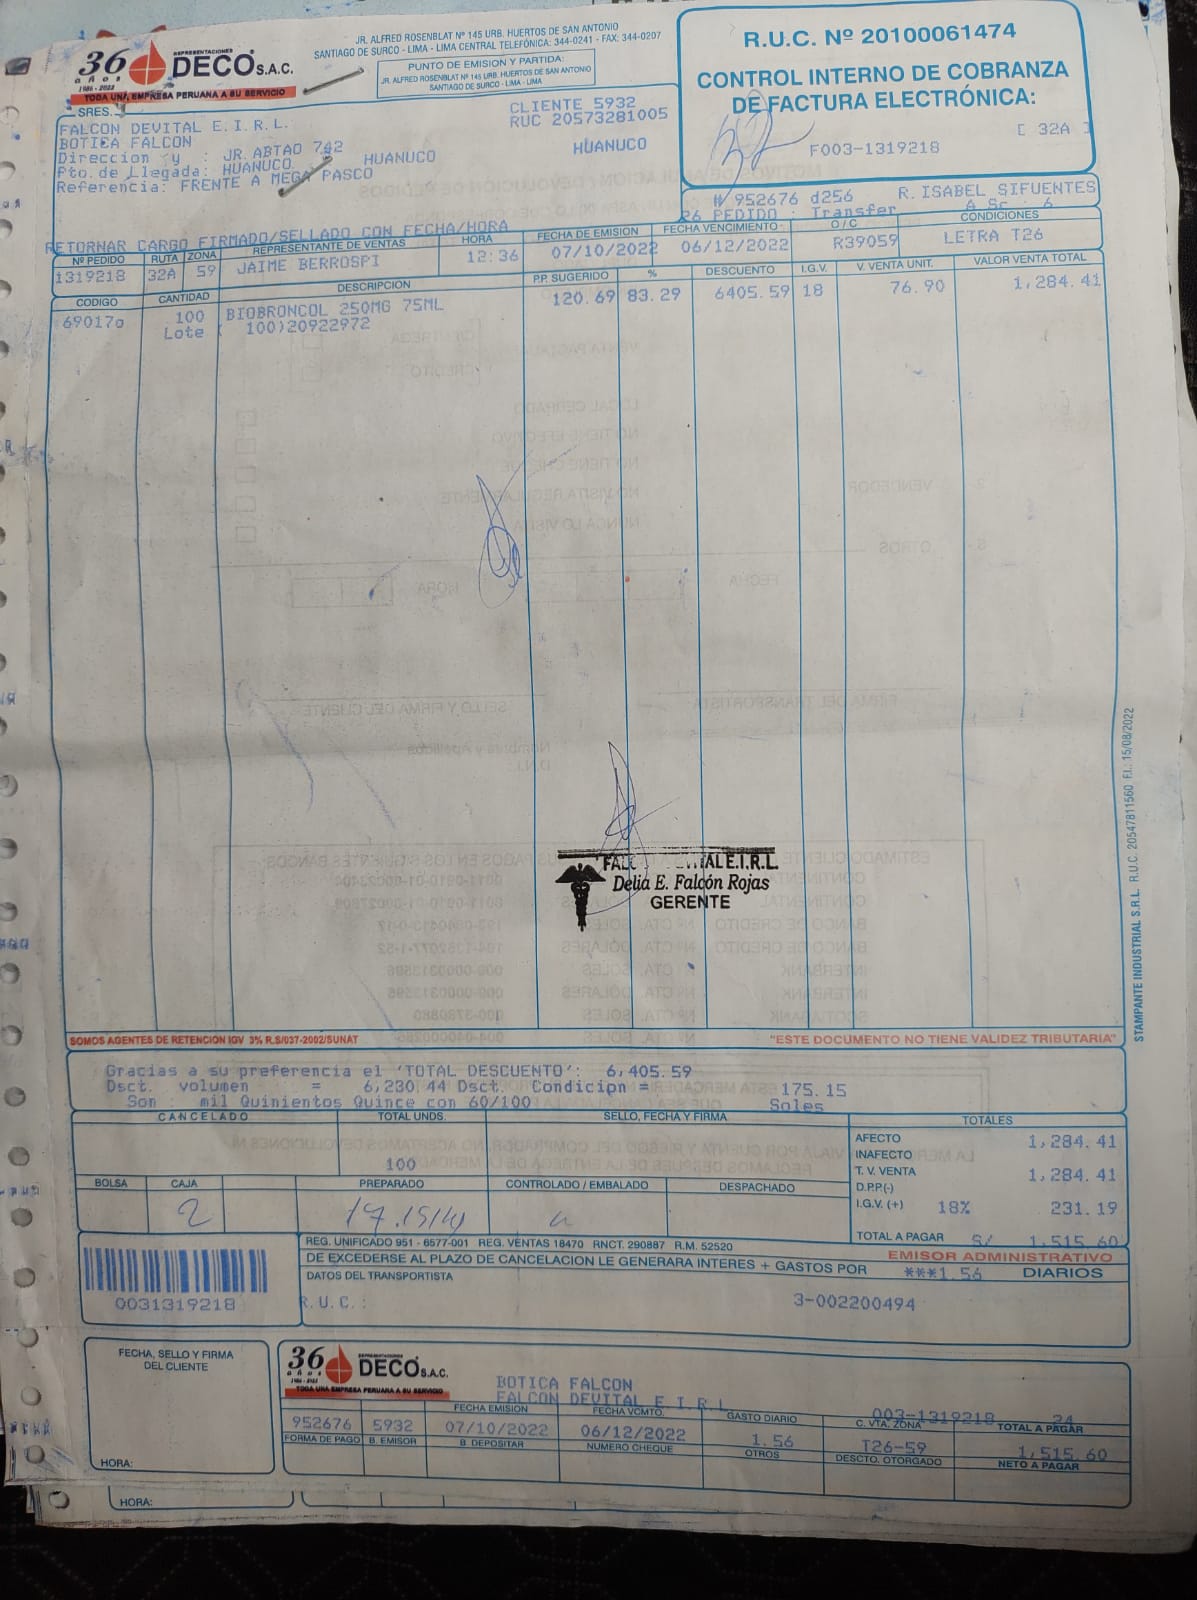 36 años
1986 - 2022
REPRESENTACIONES
DECO S.A.C.
TODA UNA EMPRESA PERUANA A SU SERVICIO
JR. ALFRED ROSENBLAT Nº 145 URB. HUERTOS DE SAN ANTONIO
SANTIAGO DE SURCO - LIMA - LIMA CENTRAL TELEFÓNICA: 344-0241 - FAX: 344-0207
PUNTO DE EMISION Y PARTIDA:
JR. ALFRED ROSENBLAT Nº 145 URB. HUERTOS DE SAN ANTONIO
SANTIAGO DE SURCO - LIMA - LIMA
R.U.C. Nº 20100061474
CONTROL INTERNO DE COBRANZA
DE FACTURA ELECTRÓNICA:
[ 32A ]
F003-1319218
SRES.
FALCON DEVITAL E.I.R.L.
BOTICA FALCON
Direccion y : JR. ABTAO 742
Pto.de Llegada: HUANUCO HUANUCO HUANUCO
Referencia: FRENTE A MEGA PASCO
CLIENTE 5932
RUC 20573281005
N/ 952676 d256 R. ISABEL SIFUENTES
26 PEDIDO : Transfer A Sc : 6
RETORNAR CARGO FIRMADO/SELLADO CON FECHA/HORA
Nº PEDIDO RUTA ZONA REPRESENTANTE DE VENTAS HORA FECHA DE EMISION FECHA VENCIMIENTO O/C CONDICIONES
1319218 32A 59 JAIME BERROSPI 12:36 07/10/2022 06/12/2022 R39059 LETRA T26
CODIGO CANTIDAD DESCRIPCION P.P. SUGERIDO % DESCUENTO I.G.V. V. VENTA UNIT. VALOR VENTA TOTAL
69017o 100 BIOBRONCOL 250MG 75ML 120.69 83.29 6405.59 18 76.90 1,284.41
Lote ( 100)20922972
E.I.R.L.
Delia E. Falcón Rojas
GERENTE
STAMPANTE INDUSTRIAL S.R.L. R.U.C. 20547811560 F.I.: 15/08/2022
SOMOS AGENTES DE RETENCION IGV 3% R.S/037-2002/SUNAT
"ESTE DOCUMENTO NO TIENE VALIDEZ TRIBUTARIA"
Gracias a su preferencia el 'TOTAL DESCUENTO': 6,405.59
Dsct. volumen = 6,230.44 Dsct. Condicion = 175.15
Son : mil Quinientos Quince con 60/100 Soles
CANCELADO TOTAL UNDS. SELLO, FECHA Y FIRMA TOTALES
100
AFECTO 1,284.41
INAFECTO
T. V. VENTA 1,284.41
D.P.P.(-)
I.G.V. (+) 18% 231.19
TOTAL A PAGAR S/ 1,515.60
BOLSA CAJA PREPARADO CONTROLADO / EMBALADO DESPACHADO
2
REG. UNIFICADO 951 - 6577-001 REG. VENTAS 18470 RNCT. 290887 R.M. 52520
EMISOR ADMINISTRATIVO
DE EXCEDERSE AL PLAZO DE CANCELACION LE GENERARA INTERES + GASTOS POR ***1.56 DIARIOS
DATOS DEL TRANSPORTISTA
R.U.C.: 3-002200494
0031319218
FECHA, SELLO Y FIRMA
DEL CLIENTE
HORA:
36 años
1986 - 2022
REPRESENTACIONES
DECO S.A.C.
TODA UNA EMPRESA PERUANA A SU SERVICIO
BOTICA FALCON
FALCON DEVITAL E.I.R.L
003-1319218 24
FECHA EMISION FECHA VCMTO. GASTO DIARIO C. VTA. ZONA TOTAL A PAGAR
952676 5932 07/10/2022 06/12/2022 1.56 T26-59 1,515.60
FORMA DE PAGO B. EMISOR B. DEPOSITAR NUMERO CHEQUE OTROS DESCTO. OTORGADO NETO A PAGAR
HORA: